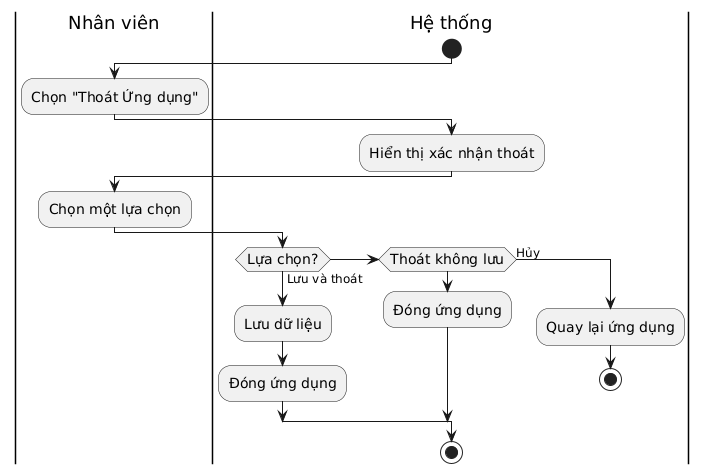 Nhân viên
Hệ thống
Chọn "Thoát Ứng dụng"
Hiển thị xác nhận thoát
Chọn một lựa chọn
Lựa chọn?
Thoát không lưu
Hủy
Lưu và thoát
Lưu dữ liệu
Đóng ứng dụng
Quay lại ứng dụng
Đóng ứng dụng